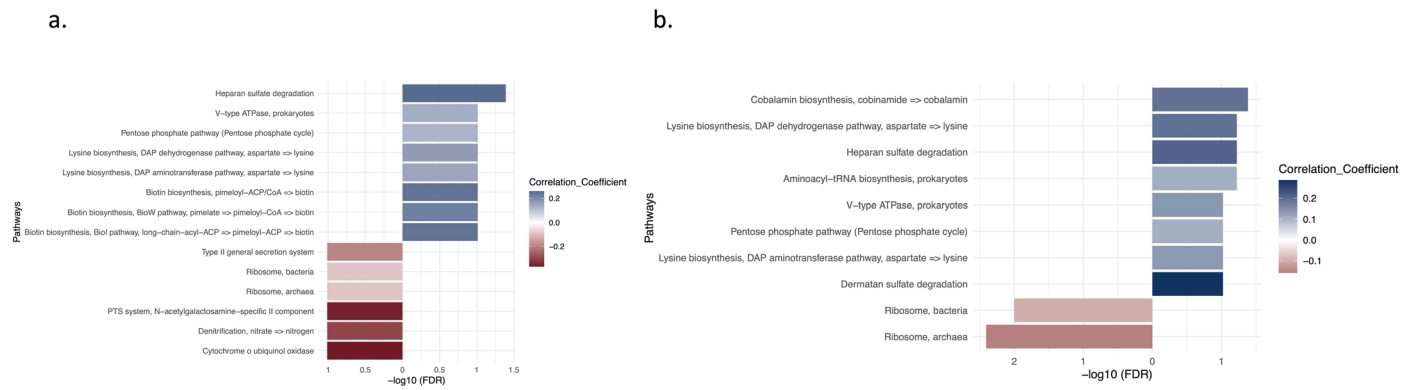 a.
Pathways
Heparan sulfate degradation
V−type ATPase, prokaryotes
Pentose phosphate pathway (Pentose phosphate cycle)
Lysine biosynthesis, DAP dehydrogenase pathway, aspartate => lysine
Lysine biosynthesis, DAP aminotransferase pathway, aspartate => lysine
Biotin biosynthesis, pimeloyl−ACP/CoA => biotin
Biotin biosynthesis, BioW pathway, pimelate => pimeloyl−CoA => biotin
Biotin biosynthesis, BioI pathway, long−chain−acyl−ACP => pimeloyl−ACP => biotin
Type II general secretion system
Ribosome, bacteria
Ribosome, archaea
PTS system, N−acetylgalactosamine−specific II component
Denitrification, nitrate => nitrogen
Cytochrome o ubiquinol oxidase
1 0.5 0 0.5 1 1.5
−log10 (FDR)
Correlation_Coefficient
0.2
0.0
−0.2
b.
Pathways
Cobalamin biosynthesis, cobinamide => cobalamin
Lysine biosynthesis, DAP dehydrogenase pathway, aspartate => lysine
Heparan sulfate degradation
Aminoacyl−tRNA biosynthesis, prokaryotes
V−type ATPase, prokaryotes
Pentose phosphate pathway (Pentose phosphate cycle)
Lysine biosynthesis, DAP aminotransferase pathway, aspartate => lysine
Dermatan sulfate degradation
Ribosome, bacteria
Ribosome, archaea
2 1 0 1
−log10 (FDR)
Correlation_Coefficient
0.2
0.1
0.0
−0.1